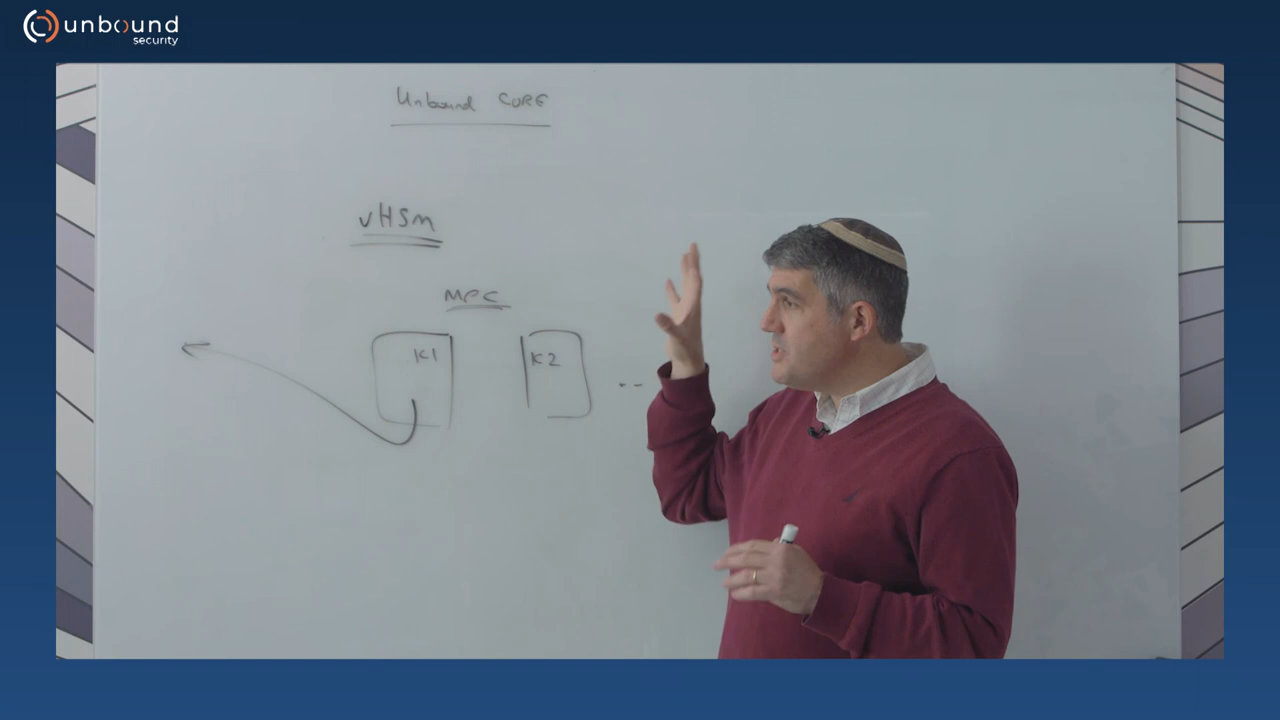 unbound
security
Unbound CORE
vHSM
MPC
K1 K2 --